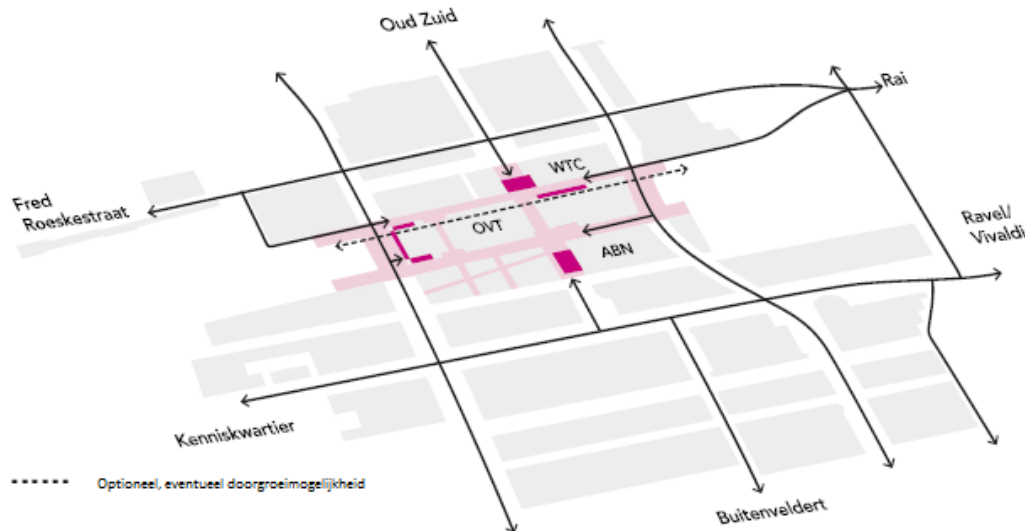 Oud Zuid
Rai
WTC
Fred
Roeskestraat
OVT
Ravel/
Vivaldi
ABN
Kenniskwartier
Optioneel, eventueel doorgroeimogelijkheid
Buitenveldert